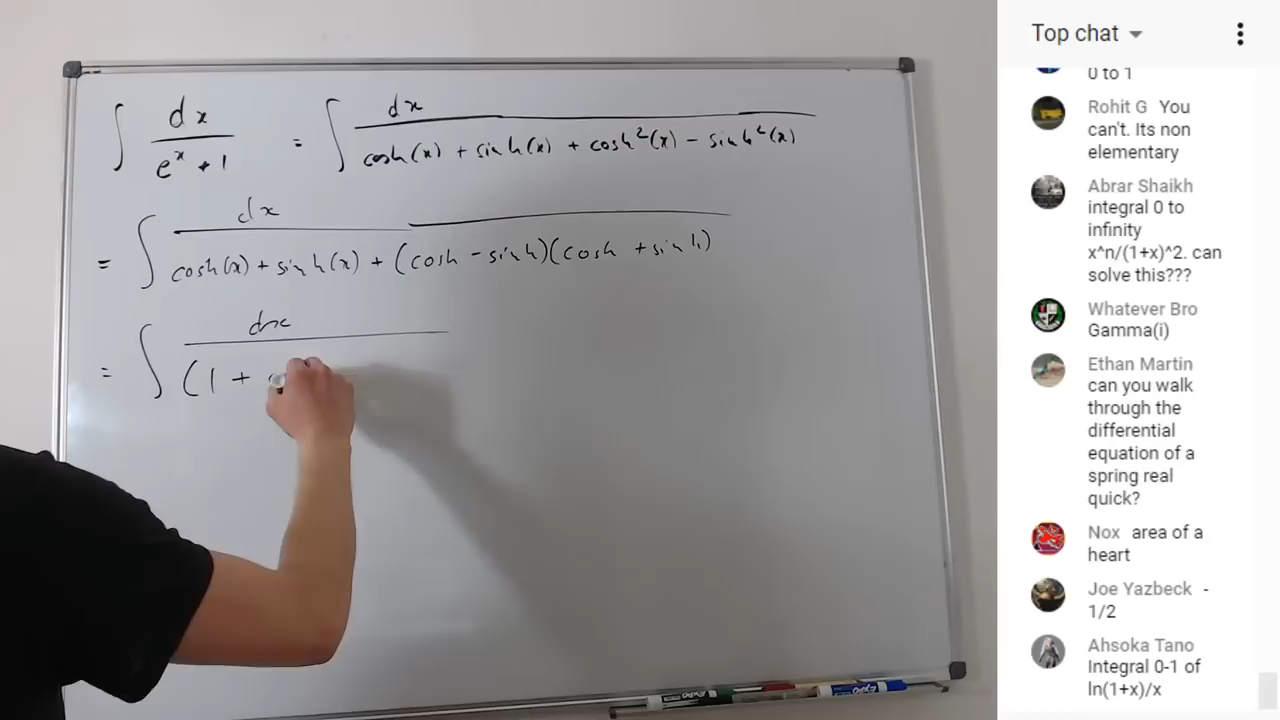 ∫ dx / (e^x + 1) = ∫ dx / (cosh(x) + sinh(x) + cosh²(x) - sinh²(x))
= ∫ dx / (cosh(x) + sinh(x) + (cosh - sinh)(cosh + sinh))
= ∫ dx / (1 +
EXPO
EXPO
Top chat
0 to 1
Rohit G You
can't. Its non
elementary
Abrar Shaikh
integral 0 to
infinity
x^n/(1+x)^2. can
solve this???
Whatever Bro
Gamma(i)
Ethan Martin
can you walk
through the
differential
equation of a
spring real
quick?
Nox area of a
heart
Joe Yazbeck -
1/2
Ahsoka Tano
Integral 0-1 of
ln(1+x)/x